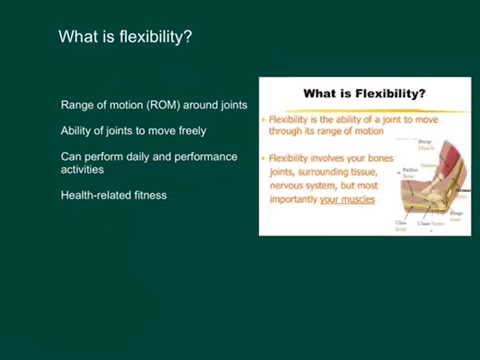 What is flexibility?
Range of motion (ROM) around joints
Ability of joints to move freely
Can perform daily and performance
activities
Health-related fitness
What is Flexibility?
Flexibility is the ability of a joint to move
through its range of motion
Flexibility involves your bones
joints, surrounding tissue,
nervous system, but most
importantly your muscles
Radius
Ulna